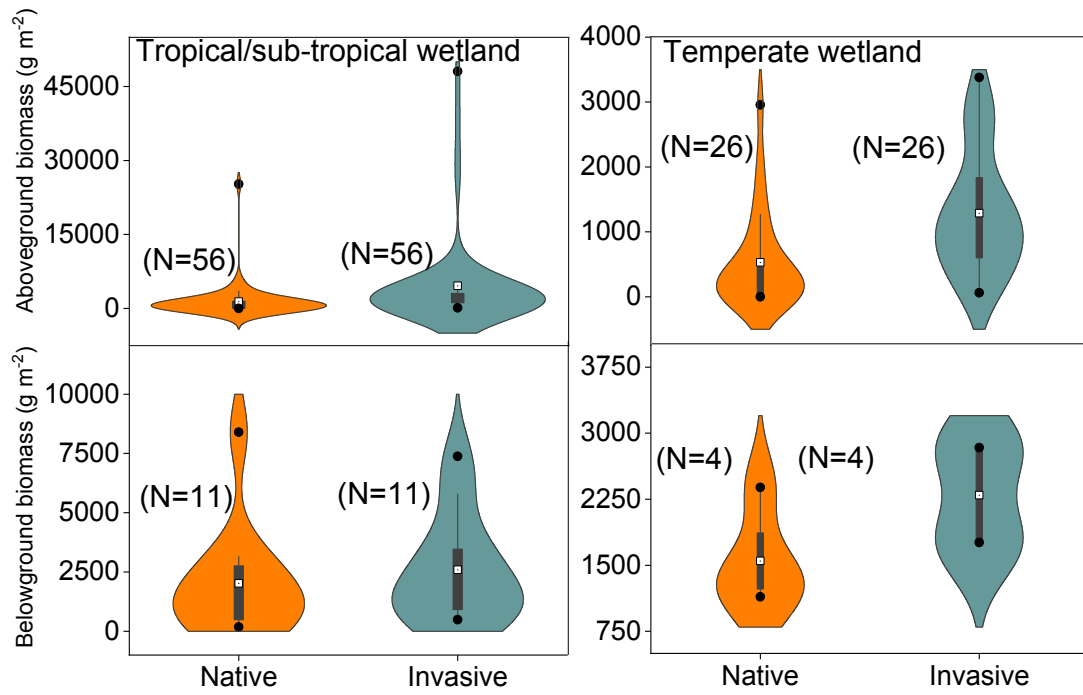 Aboveground biomass (g m-2)
Tropical/sub-tropical wetland
45000
30000
15000
0
(N=56)
(N=56)
Temperate wetland
4000
3000
2000
1000
0
(N=26)
(N=26)
Belowground biomass (g m-2)
10000
7500
5000
2500
0
(N=11)
(N=11)
Native
Invasive
3750
3000
2250
1500
750
(N=4)
(N=4)
Native
Invasive